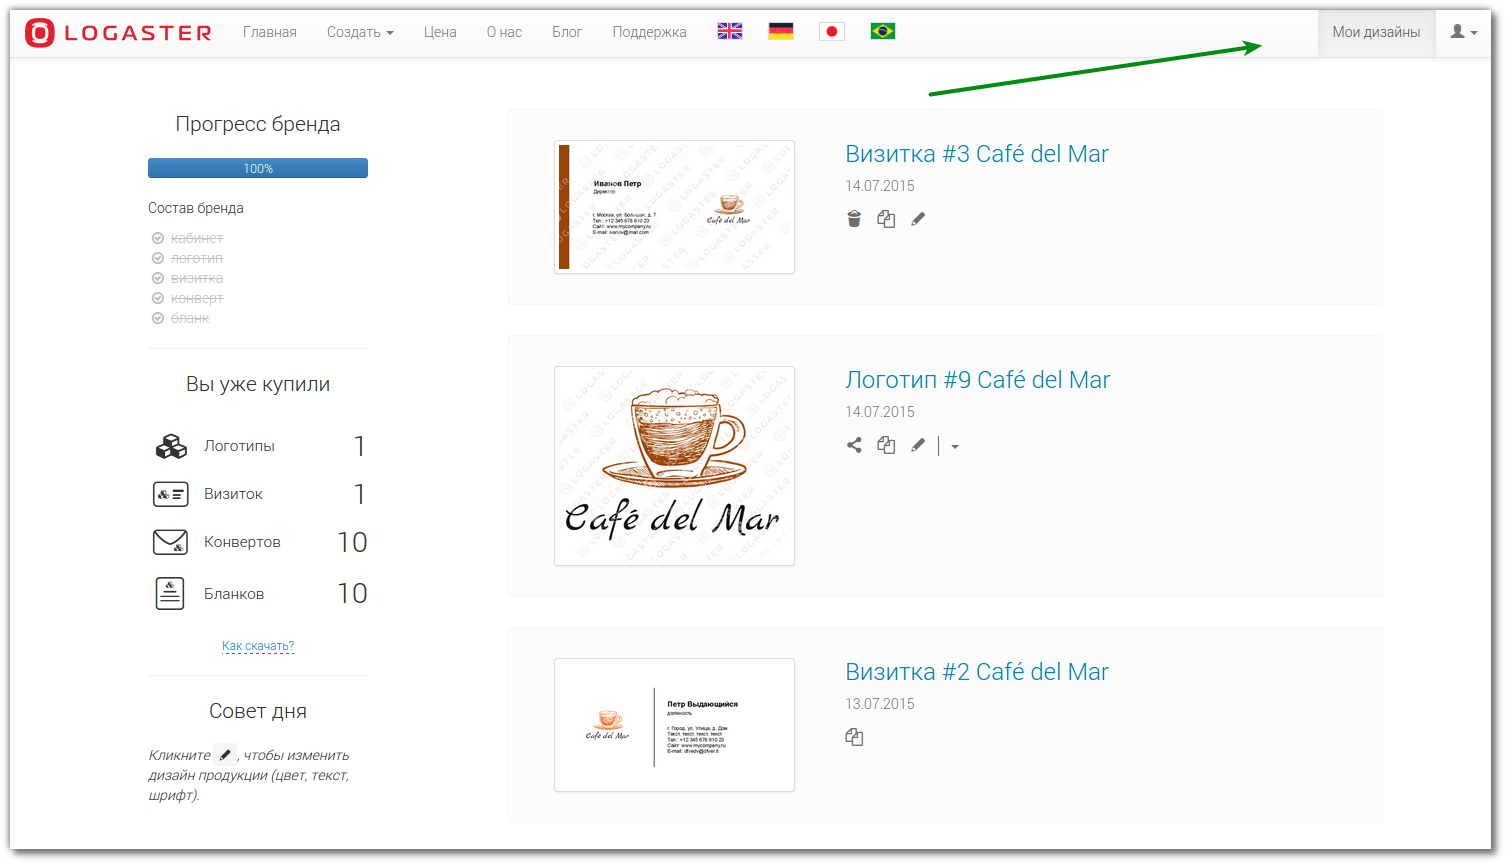 LOGASTER Главная Создать Цена О нас Блог Поддержка Мои дизайны
Прогресс бренда
100%
Состав бренда
кабинет
логотип
визитка
конверт
бланк
Вы уже купили
Логотипы 1
Визиток 1
Конвертов 10
Бланков 10
Как скачать?
Совет дня
Кликните , чтобы изменить
дизайн продукции (цвет, текст,
шрифт).
Иванов Петр
Директор
г. Москва, ул. Большая, д. 7
Тел.: +12 345 678 910 23
Сайт: www.mycompany.ru
E-mail: ivanov@mail.com
Café del Mar
Визитка #3 Café del Mar
14.07.2015
Café del Mar
Логотип #9 Café del Mar
14.07.2015
Café del Mar
Петр Выдающийся
должность
г. Город, ул. Улица, д. Дом
Текст, текст, текст, текст
Тел.: +12 345 678 910 23
Сайт: www.mycompany.ru
Визитка #2 Café del Mar
13.07.2015